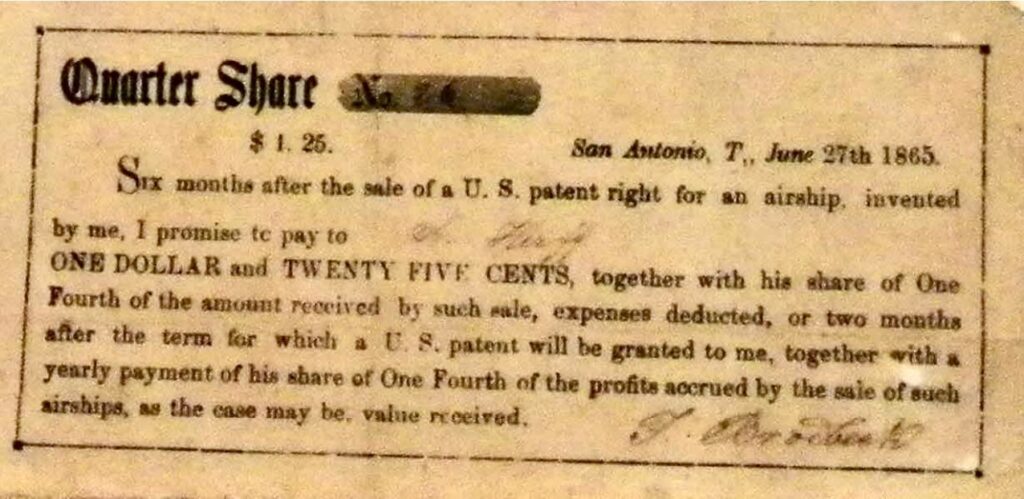 Quarter Share No.
$ 1. 25.
San Antonio, T., June 27th 1865.
Six months after the sale of a U. S. patent right for an airship, invented
by me, I promise to pay to
ONE DOLLAR and TWENTY FIVE CENTS, together with his share of One
Fourth of the amount received by such sale, expenses deducted, or two months
after the term for which a U. S. patent will be granted to me, together with a
yearly payment of his share of One Fourth of the profits accrued by the sale of such
airships, as the case may be, value received.
J. Brodbeck